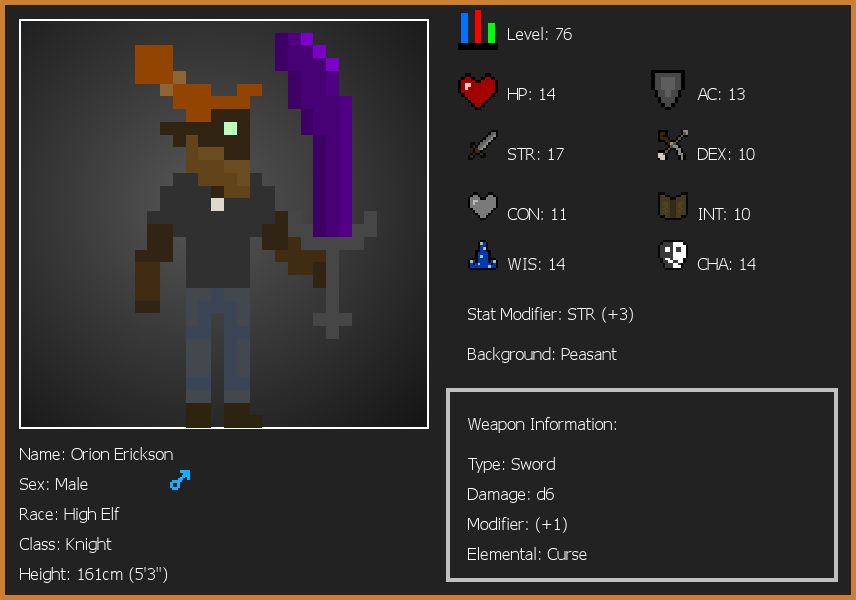 Level: 76
HP: 14
AC: 13
STR: 17
DEX: 10
CON: 11
INT: 10
WIS: 14
CHA: 14
Stat Modifier: STR (+3)
Background: Peasant
Weapon Information:
Type: Sword
Damage: d6
Modifier: (+1)
Elemental: Curse
Name: Orion Erickson
Sex: Male
Race: High Elf
Class: Knight
Height: 161cm (5'3")